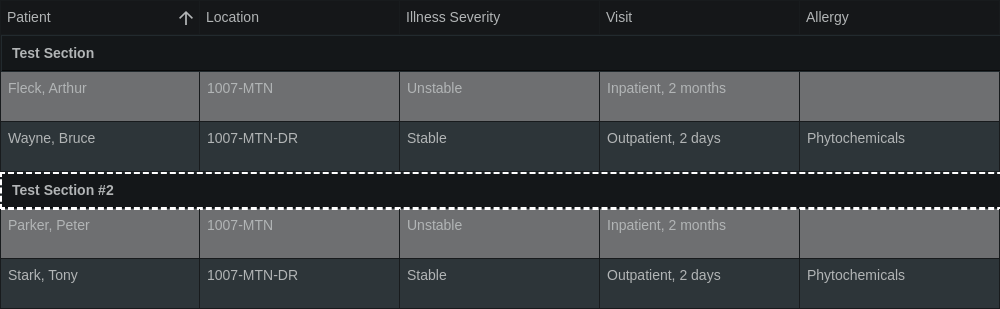 Patient Location Illness Severity Visit Allergy
Test Section
Fleck, Arthur 1007-MTN Unstable Inpatient, 2 months
Wayne, Bruce 1007-MTN-DR Stable Outpatient, 2 days Phytochemicals
Test Section #2
Parker, Peter 1007-MTN Unstable Inpatient, 2 months
Stark, Tony 1007-MTN-DR Stable Outpatient, 2 days Phytochemicals